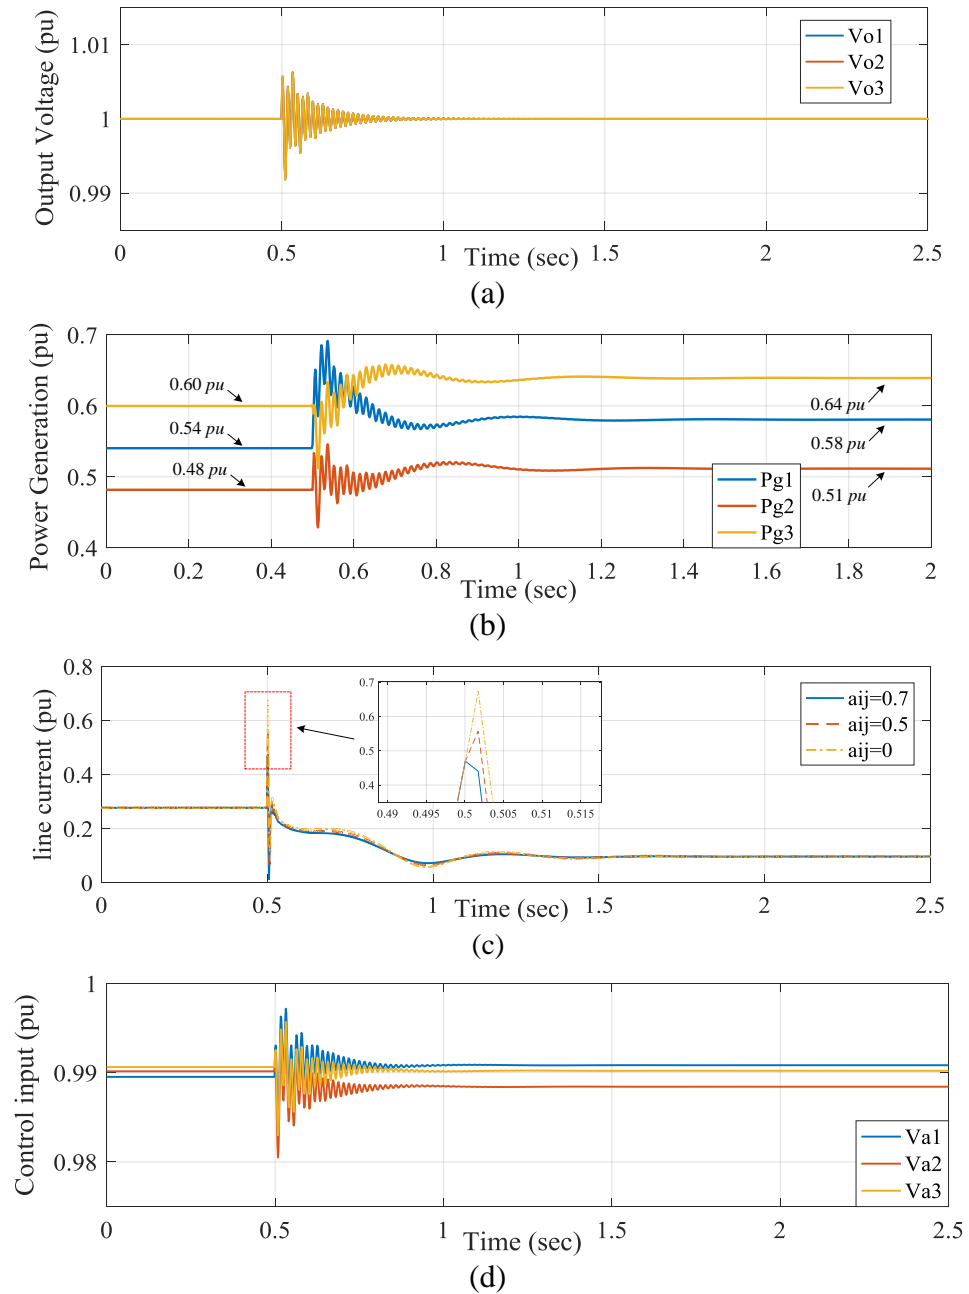 Output Voltage (pu)
1.01
1
0.99
Vo1
Vo2
Vo3
0 0.5 1 1.5 2 2.5
Time (sec)
(a)
Power Generation (pu)
0.7
0.6
0.5
0.4
0.60 pu
0.54 pu
0.48 pu
0.64 pu
0.58 pu
0.51 pu
Pg1
Pg2
Pg3
0 0.2 0.4 0.6 0.8 1 1.2 1.4 1.6 1.8 2
Time (sec)
(b)
line current (pu)
0.8
0.6
0.4
0.2
0
0.7
0.6
0.5
0.4
0.49 0.495 0.5 0.505 0.51 0.515
aij=0.7
aij=0.5
aij=0
0 0.5 1 1.5 2 2.5
Time (sec)
(c)
Control input (pu)
1
0.99
0.98
Va1
Va2
Va3
0 0.5 1 1.5 2 2.5
Time (sec)
(d)